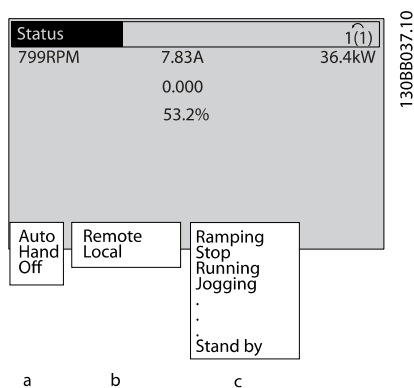 Status 1(1)
799RPM 7.83A 36.4kW
0.000
53.2%
Auto
Hand
Off
Remote
Local
Ramping
Stop
Running
Jogging
.
.
.
Stand by
a b c
130BB037.10